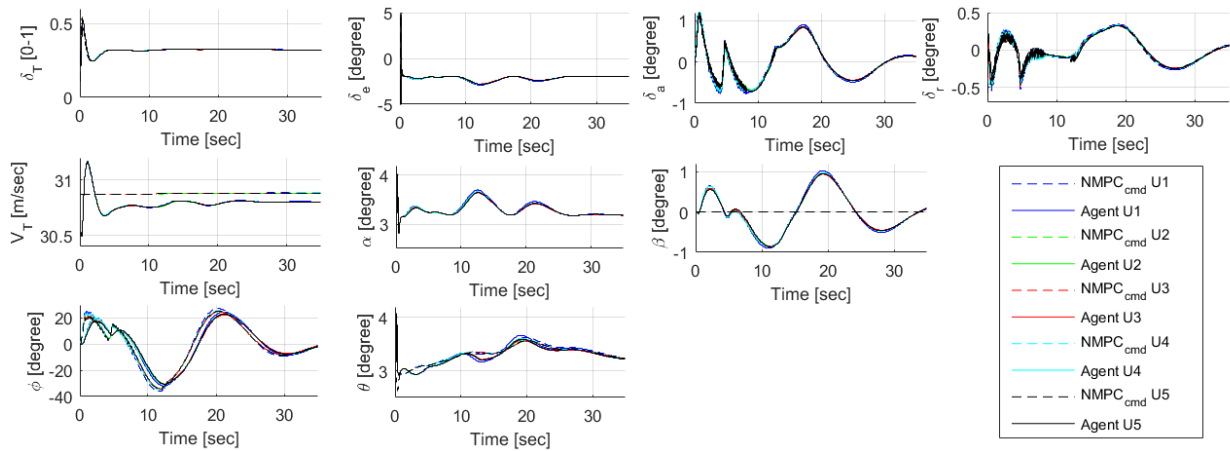 δ_T [0-1]
0.5
0
0 10 20 30
Time [sec]
δ_e [degree]
5
0
-5
0 10 20 30
Time [sec]
δ_a [degree]
1
0
-1
0 10 20 30
Time [sec]
δ_r [degree]
0.5
0
-0.5
0 10 20 30
Time [sec]
V_T [m/sec]
31
30.5
0 10 20 30
Time [sec]
α [degree]
4
3
0 10 20 30
Time [sec]
β [degree]
1
0
-1
0 10 20 30
Time [sec]
ϕ [degree]
20
0
-20
-40
0 10 20 30
Time [sec]
θ [degree]
4
3
0 10 20 30
Time [sec]
NMPC_cmd U1
Agent U1
NMPC_cmd U2
Agent U2
NMPC_cmd U3
Agent U3
NMPC_cmd U4
Agent U4
NMPC_cmd U5
Agent U5